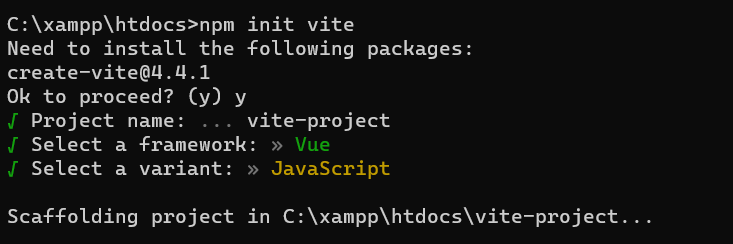 C:\xampp\htdocs>npm init vite
Need to install the following packages:
create-vite@4.4.1
Ok to proceed? (y) y
√ Project name: ... vite-project
√ Select a framework: » Vue
√ Select a variant: » JavaScript
Scaffolding project in C:\xampp\htdocs\vite-project...